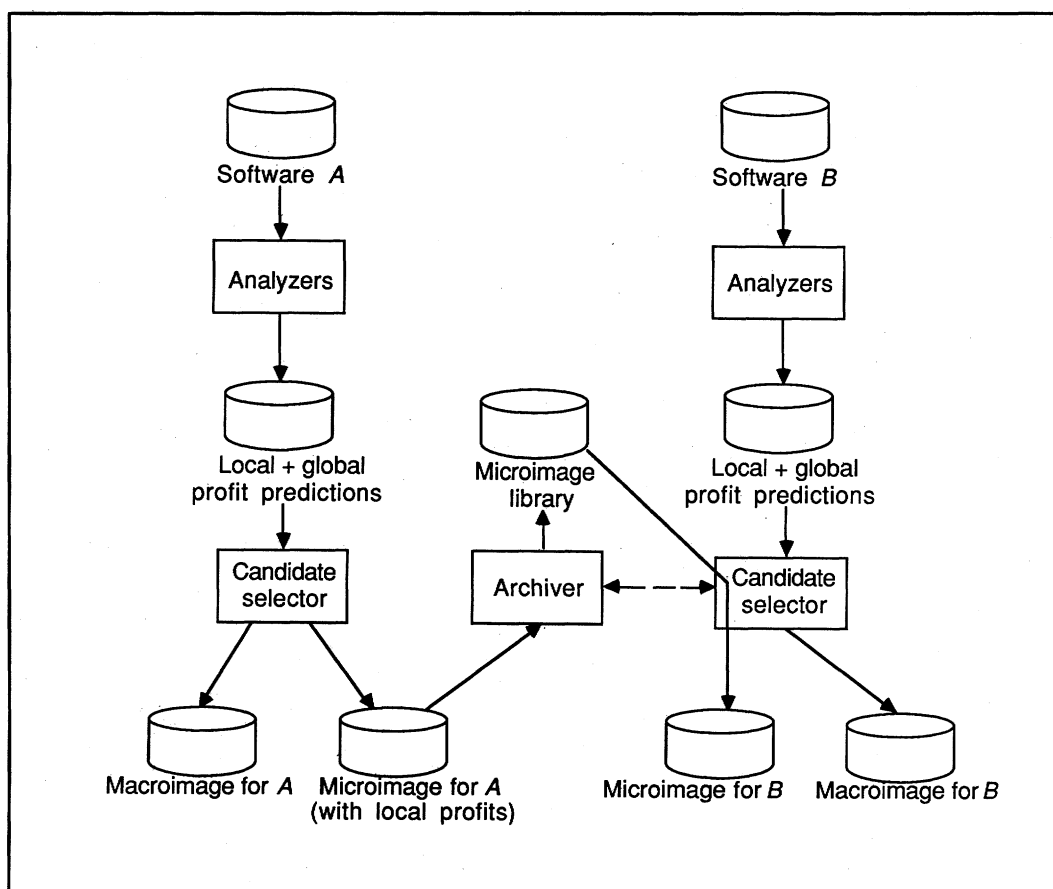 Software A
Software B
Analyzers
Analyzers
Local + global
profit predictions
Microimage
library
Local + global
profit predictions
Candidate
selector
Archiver
Candidate
selector
Macroimage for A
Microimage for A
(with local profits)
Microimage for B
Macroimage for B